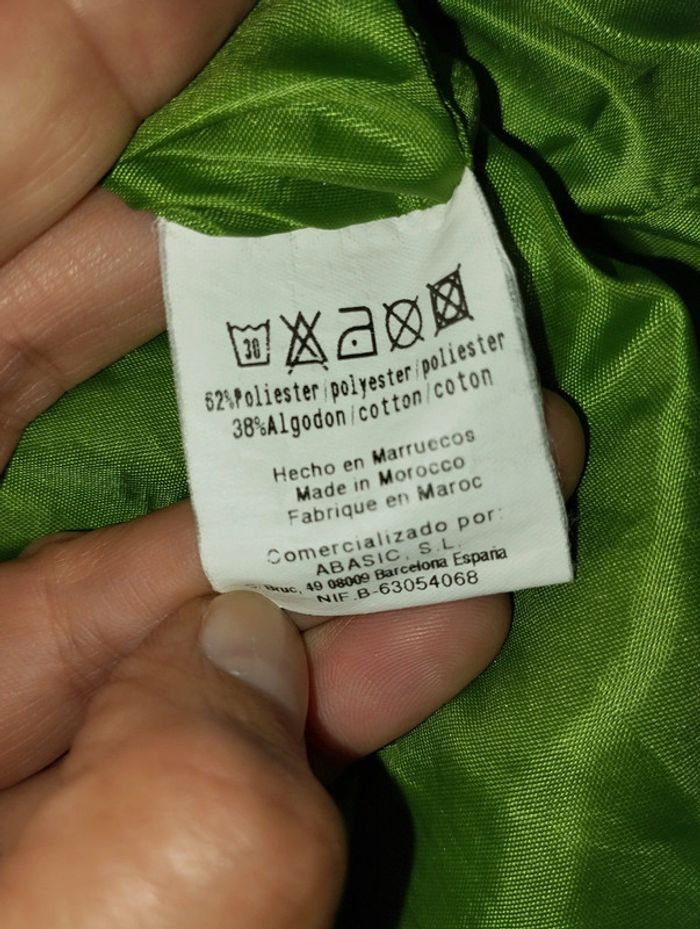 30
62%Poliester/polyester/poliester
38%Algodon/cotton/coton
Hecho en Marruecos
Made in Morocco
Fabrique en Maroc
Comercializado por:
ABASIC, S.L.
Bruc, 49 08009 Barcelona España
NIF.B-63054068